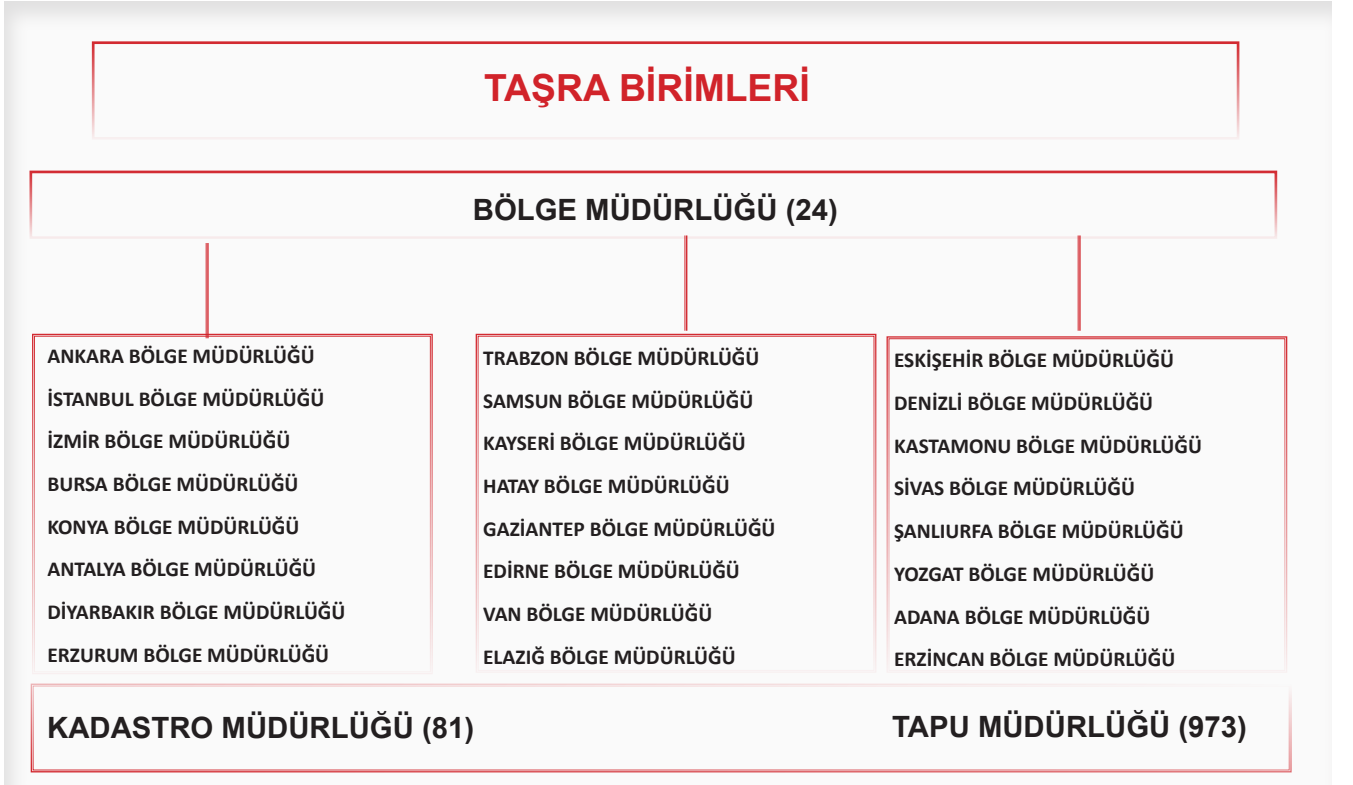 TAŞRA BİRİMLERİ
BÖLGE MÜDÜRLÜĞÜ (24)
ANKARA BÖLGE MÜDÜRLÜĞÜ
İSTANBUL BÖLGE MÜDÜRLÜĞÜ
İZMİR BÖLGE MÜDÜRLÜĞÜ
BURSA BÖLGE MÜDÜRLÜĞÜ
KONYA BÖLGE MÜDÜRLÜĞÜ
ANTALYA BÖLGE MÜDÜRLÜĞÜ
DİYARBAKIR BÖLGE MÜDÜRLÜĞÜ
ERZURUM BÖLGE MÜDÜRLÜĞÜ
TRABZON BÖLGE MÜDÜRLÜĞÜ
SAMSUN BÖLGE MÜDÜRLÜĞÜ
KAYSERİ BÖLGE MÜDÜRLÜĞÜ
HATAY BÖLGE MÜDÜRLÜĞÜ
GAZİANTEP BÖLGE MÜDÜRLÜĞÜ
EDİRNE BÖLGE MÜDÜRLÜĞÜ
VAN BÖLGE MÜDÜRLÜĞÜ
ELAZIĞ BÖLGE MÜDÜRLÜĞÜ
ESKİŞEHİR BÖLGE MÜDÜRLÜĞÜ
DENİZLİ BÖLGE MÜDÜRLÜĞÜ
KASTAMONU BÖLGE MÜDÜRLÜĞÜ
SİVAS BÖLGE MÜDÜRLÜĞÜ
ŞANLIURFA BÖLGE MÜDÜRLÜĞÜ
YOZGAT BÖLGE MÜDÜRLÜĞÜ
ADANA BÖLGE MÜDÜRLÜĞÜ
ERZİNCAN BÖLGE MÜDÜRLÜĞÜ
KADASTRO MÜDÜRLÜĞÜ (81)
TAPU MÜDÜRLÜĞÜ (973)